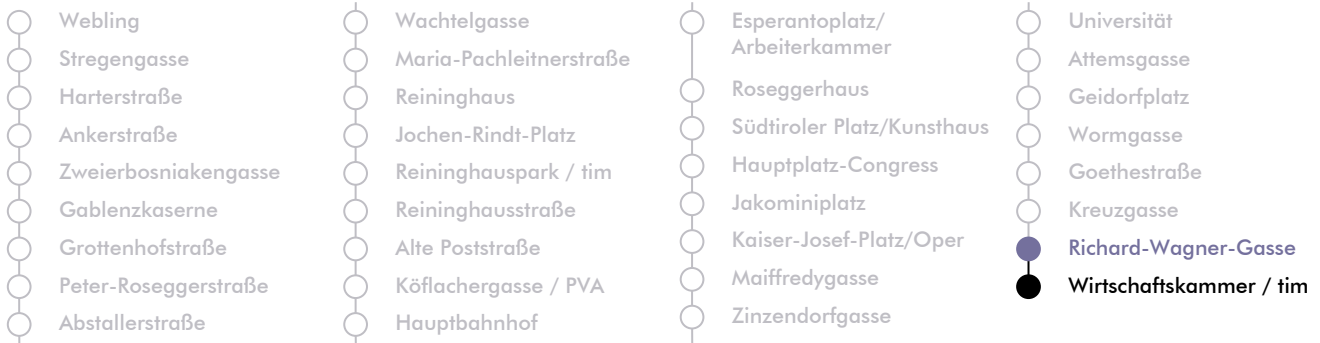 Webling
Stregengasse
Harterstraße
Ankerstraße
Zweierbosniakengasse
Gablenzkaserne
Grottenhofstraße
Peter-Roseggerstraße
Abstallerstraße
Wachtelgasse
Maria-Pachleitnerstraße
Reininghaus
Jochen-Rindt-Platz
Reininghauspark / tim
Reininghausstraße
Alte Poststraße
Köflachergasse / PVA
Hauptbahnhof
Esperantoplatz/
Arbeiterkammer
Roseggerhaus
Südtiroler Platz/Kunsthaus
Hauptplatz-Congress
Jakominiplatz
Kaiser-Josef-Platz/Oper
Maiffredygasse
Zinzendorfgasse
Universität
Attemsgasse
Geidorfplatz
Wormgasse
Goethestraße
Kreuzgasse
Richard-Wagner-Gasse
Wirtschaftskammer / tim